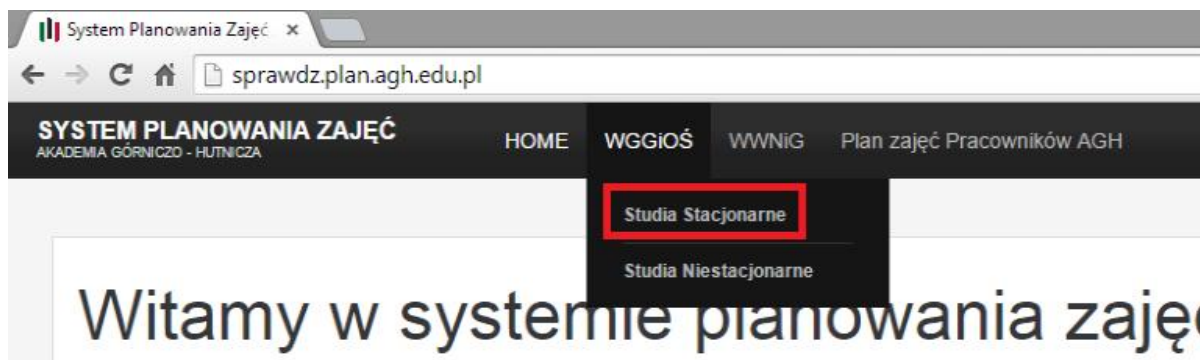 System Planowania Zajęć
sprawdz.plan.agh.edu.pl
SYSTEM PLANOWANIA ZAJĘĆ
AKADEMIA GÓRNICZO - HUTNICZA
HOME WGGiOŚ WWNiG Plan zajęć Pracowników AGH
Studia Stacjonarne
Studia Niestacjonarne
Witamy w systemie planowania zaję